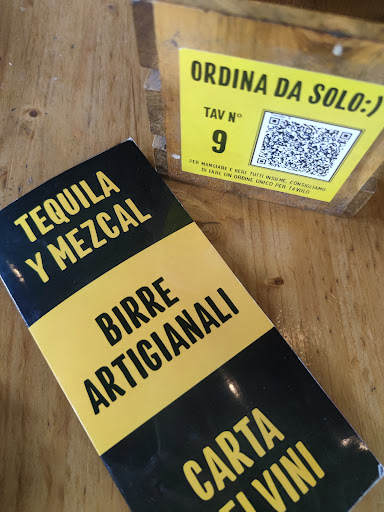 ORDINA DA SOLO:)
TAV N°
9
PER MANGIARE E BERE TUTTI INSIEME, CONSIGLIAMO
DI FARE UN ORDINE UNICO PER TAVOLO
TEQUILA
Y MEZCAL
BIRRE
ARTIGIANALI
CARTA
VINI